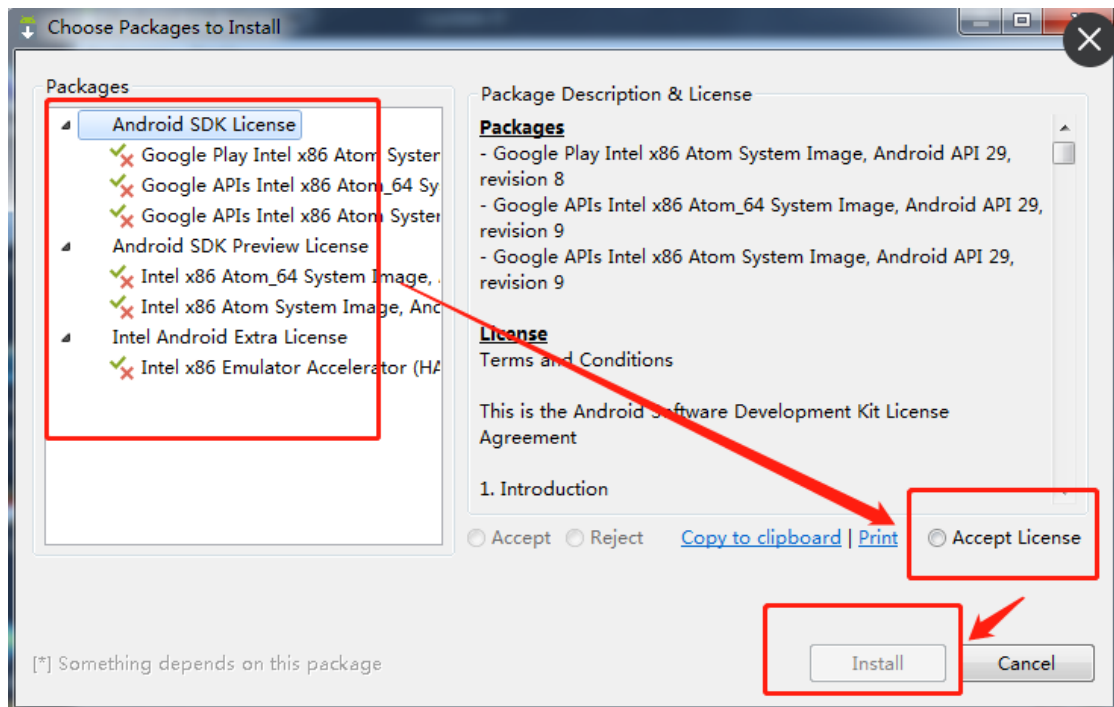 Choose Packages to Install
Packages
Android SDK License
Google Play Intel x86 Atom System
Google APIs Intel x86 Atom_64 Sy
Google APIs Intel x86 Atom System
Android SDK Preview License
Intel x86 Atom_64 System Image, .
Intel x86 Atom System Image, And
Intel Android Extra License
Intel x86 Emulator Accelerator (HA
Package Description & License
Packages
- Google Play Intel x86 Atom System Image, Android API 29,
revision 8
- Google APIs Intel x86 Atom_64 System Image, Android API 29,
revision 9
- Google APIs Intel x86 Atom System Image, Android API 29,
revision 9
License
Terms and Conditions
This is the Android Software Development Kit License
Agreement
1. Introduction
Accept Reject Copy to clipboard | Print Accept License
[*] Something depends on this package
Install Cancel